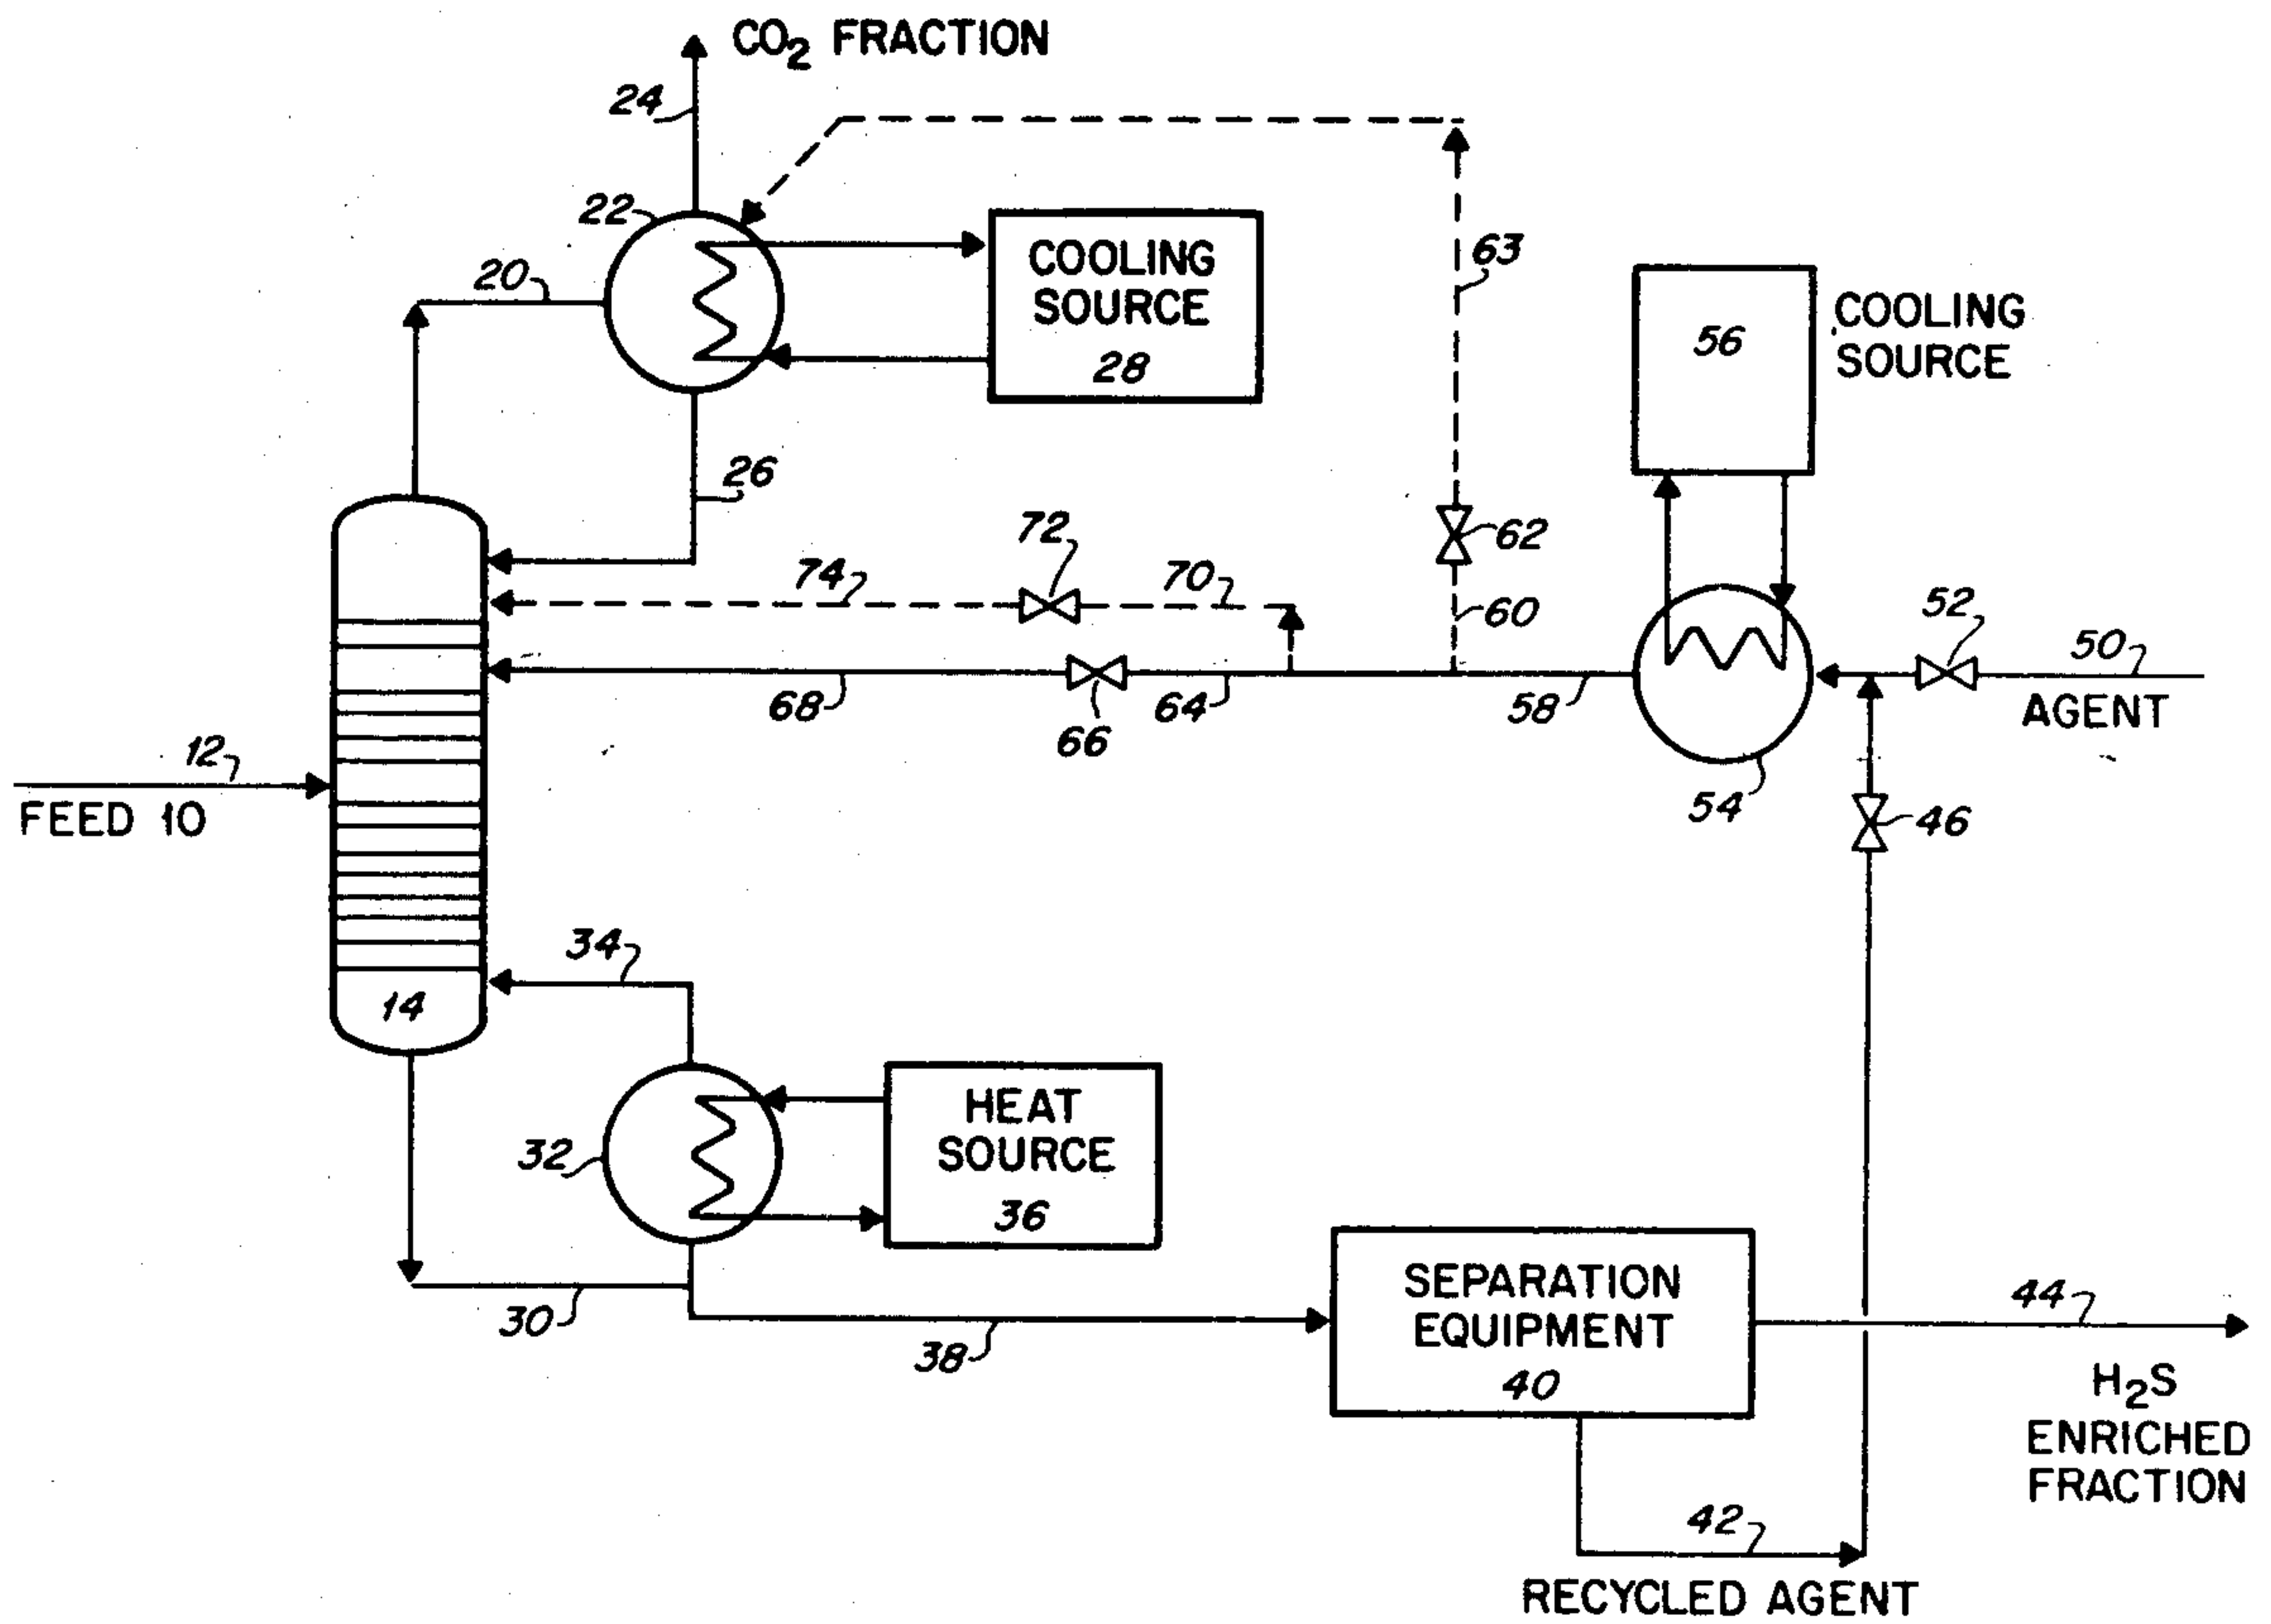 CO2 FRACTION
24
22
20
COOLING
SOURCE
28
63
56
COOLING
SOURCE
26
72
62
74
70
60
52
50
AGENT
68
66
64
58
54
46
12
FEED 10
34
14
32
HEAT
SOURCE
36
30
38
SEPARATION
EQUIPMENT
40
44
H2S
ENRICHED
FRACTION
42
RECYCLED AGENT